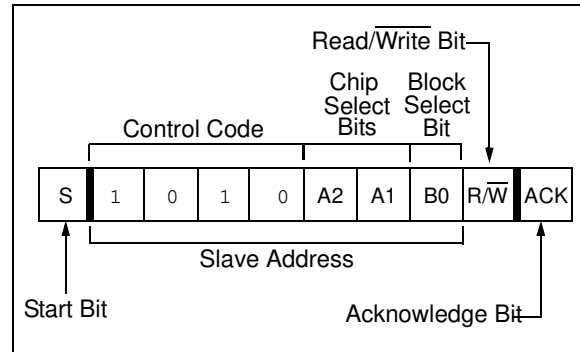 Read/Write Bit
Chip Select Bits
Block Select Bit
Control Code
S 1 0 1 0 A2 A1 B0 R/W ACK
Slave Address
Start Bit
Acknowledge Bit